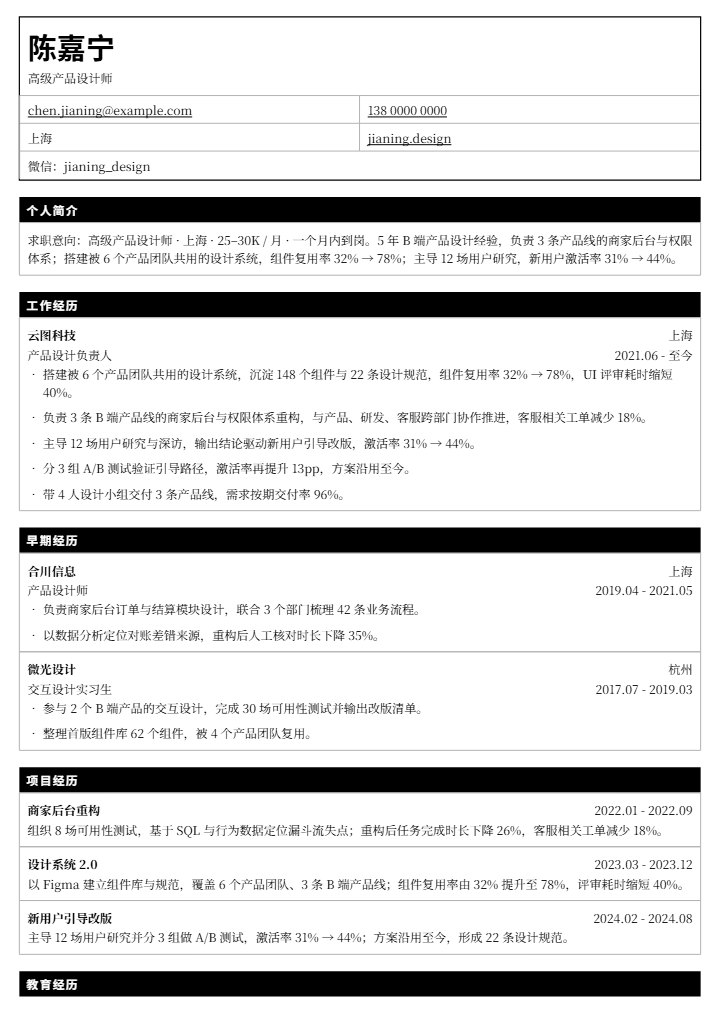 陈嘉宁
高级产品设计师
chen.jianing@example.com
138 0000 0000
上海
jianing.design
微信：jianing_design
个人简介
求职意向：高级产品设计师 · 上海 · 25–30K / 月 · 一个月内到岗。5 年 B 端产品设计经验，负责 3 条产品线的商家后台与权限
体系；搭建被 6 个产品团队共用的设计系统，组件复用率 32% → 78%；主导 12 场用户研究，新用户激活率 31% → 44%。
工作经历
云图科技 上海
产品设计负责人 2021.06 - 至今
· 搭建被 6 个产品团队共用的设计系统，沉淀 148 个组件与 22 条设计规范，组件复用率 32% → 78%，UI 评审耗时缩短
40%。
· 负责 3 条 B 端产品线的商家后台与权限体系重构，与产品、研发、客服跨部门协作推进，客服相关工单减少 18%。
· 主导 12 场用户研究与深访，输出结论驱动新用户引导改版，激活率 31% → 44%。
· 分 3 组 A/B 测试验证引导路径，激活率再提升 13pp，方案沿用至今。
· 带 4 人设计小组交付 3 条产品线，需求按期交付率 96%。
早期经历
合川信息 上海
产品设计师 2019.04 - 2021.05
· 负责商家后台订单与结算模块设计，联合 3 个部门梳理 42 条业务流程。
· 以数据分析定位对账差错来源，重构后人工核对时长下降 35%。
微光设计 杭州
交互设计实习生 2017.07 - 2019.03
· 参与 2 个 B 端产品的交互设计，完成 30 场可用性测试并输出改版清单。
· 整理首版组件库 62 个组件，被 4 个产品团队复用。
项目经历
商家后台重构 2022.01 - 2022.09
组织 8 场可用性测试，基于 SQL 与行为数据定位漏斗流失点；重构后任务完成时长下降 26%，客服相关工单减少 18%。
设计系统 2.0 2023.03 - 2023.12
以 Figma 建立组件库与规范，覆盖 6 个产品团队、3 条 B 端产品线；组件复用率由 32% 提升至 78%，评审耗时缩短 40%。
新用户引导改版 2024.02 - 2024.08
主导 12 场用户研究并分 3 组做 A/B 测试，激活率 31% → 44%；方案沿用至今，形成 22 条设计规范。
教育经历